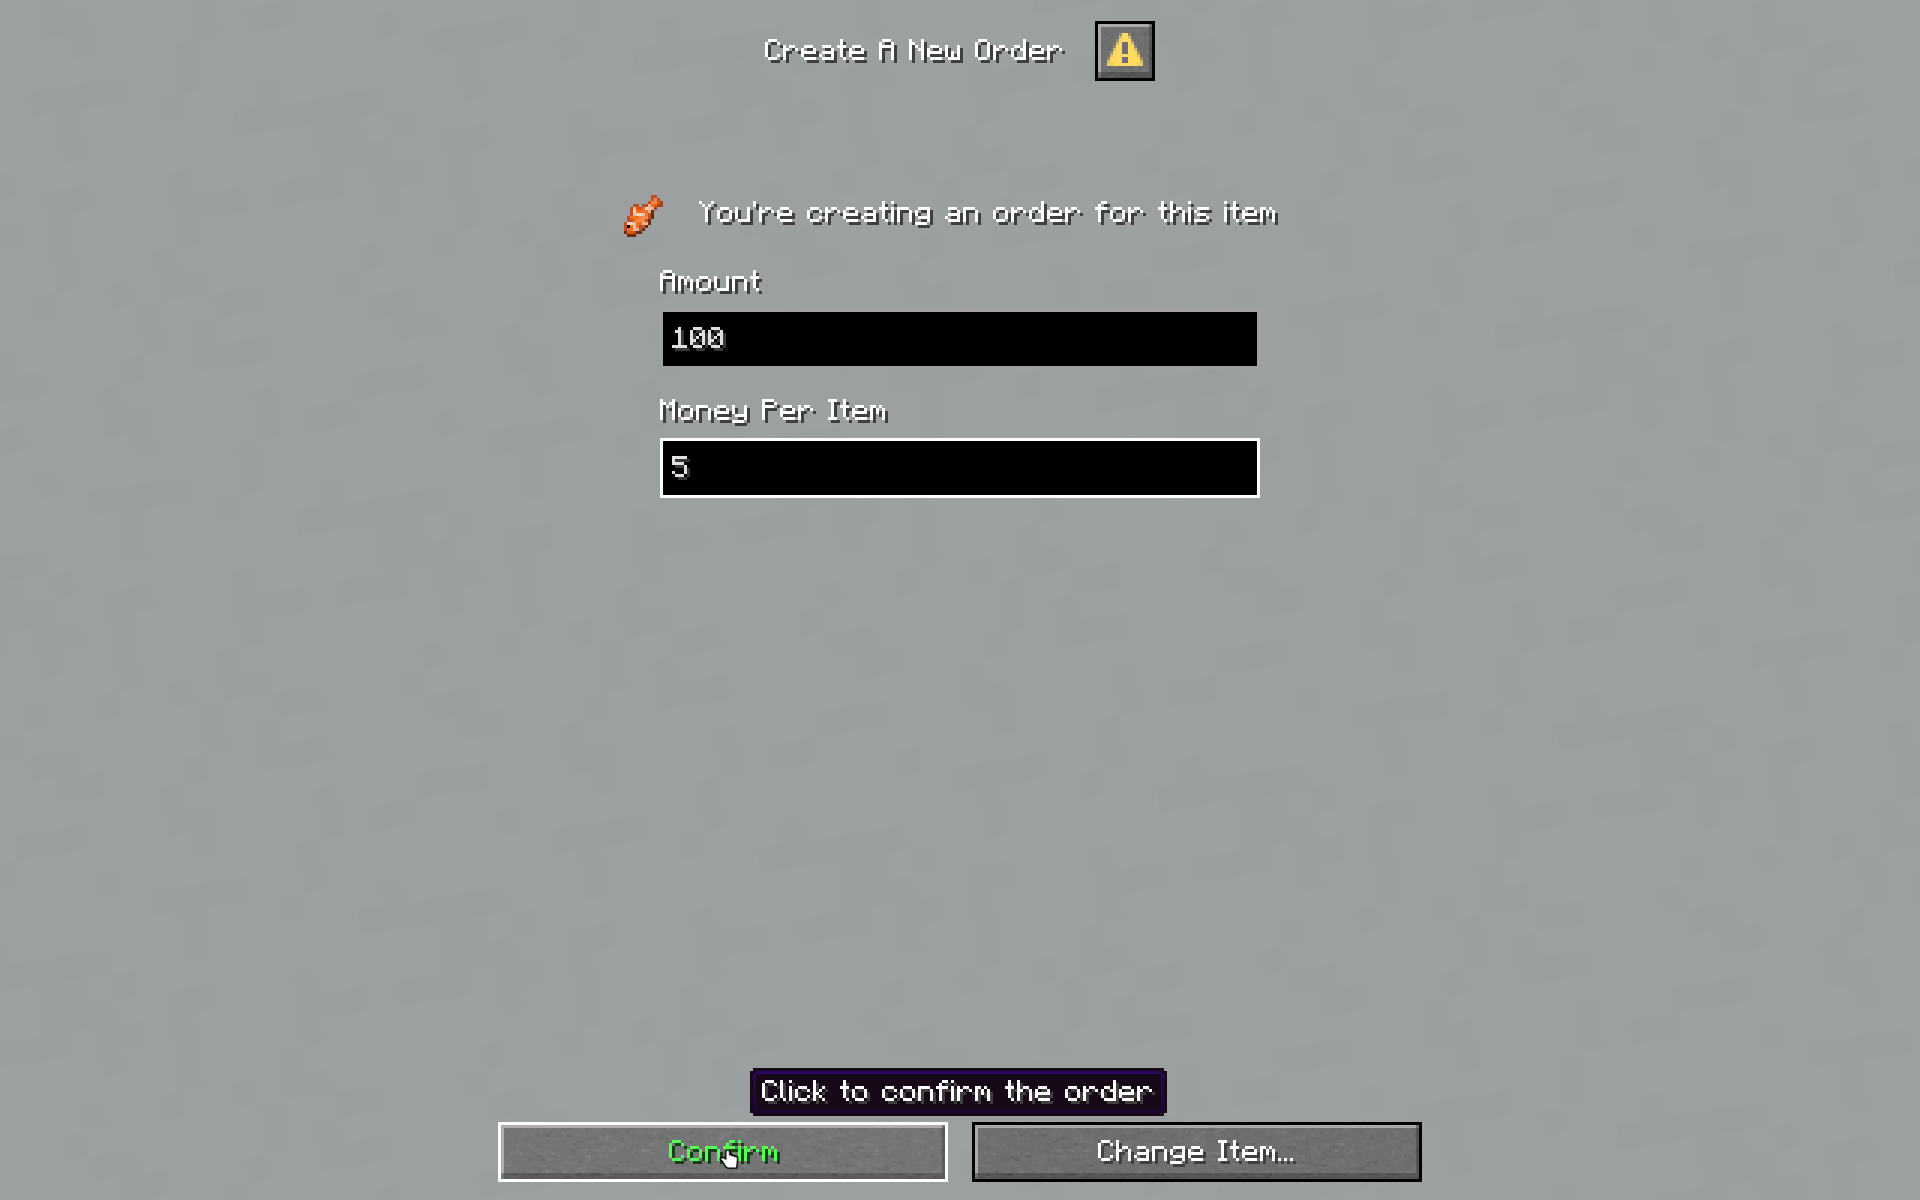 Create A New Order
You're creating an order for this item
Amount
100
Money Per Item
5
Click to confirm the order
Confirm
Change Item...